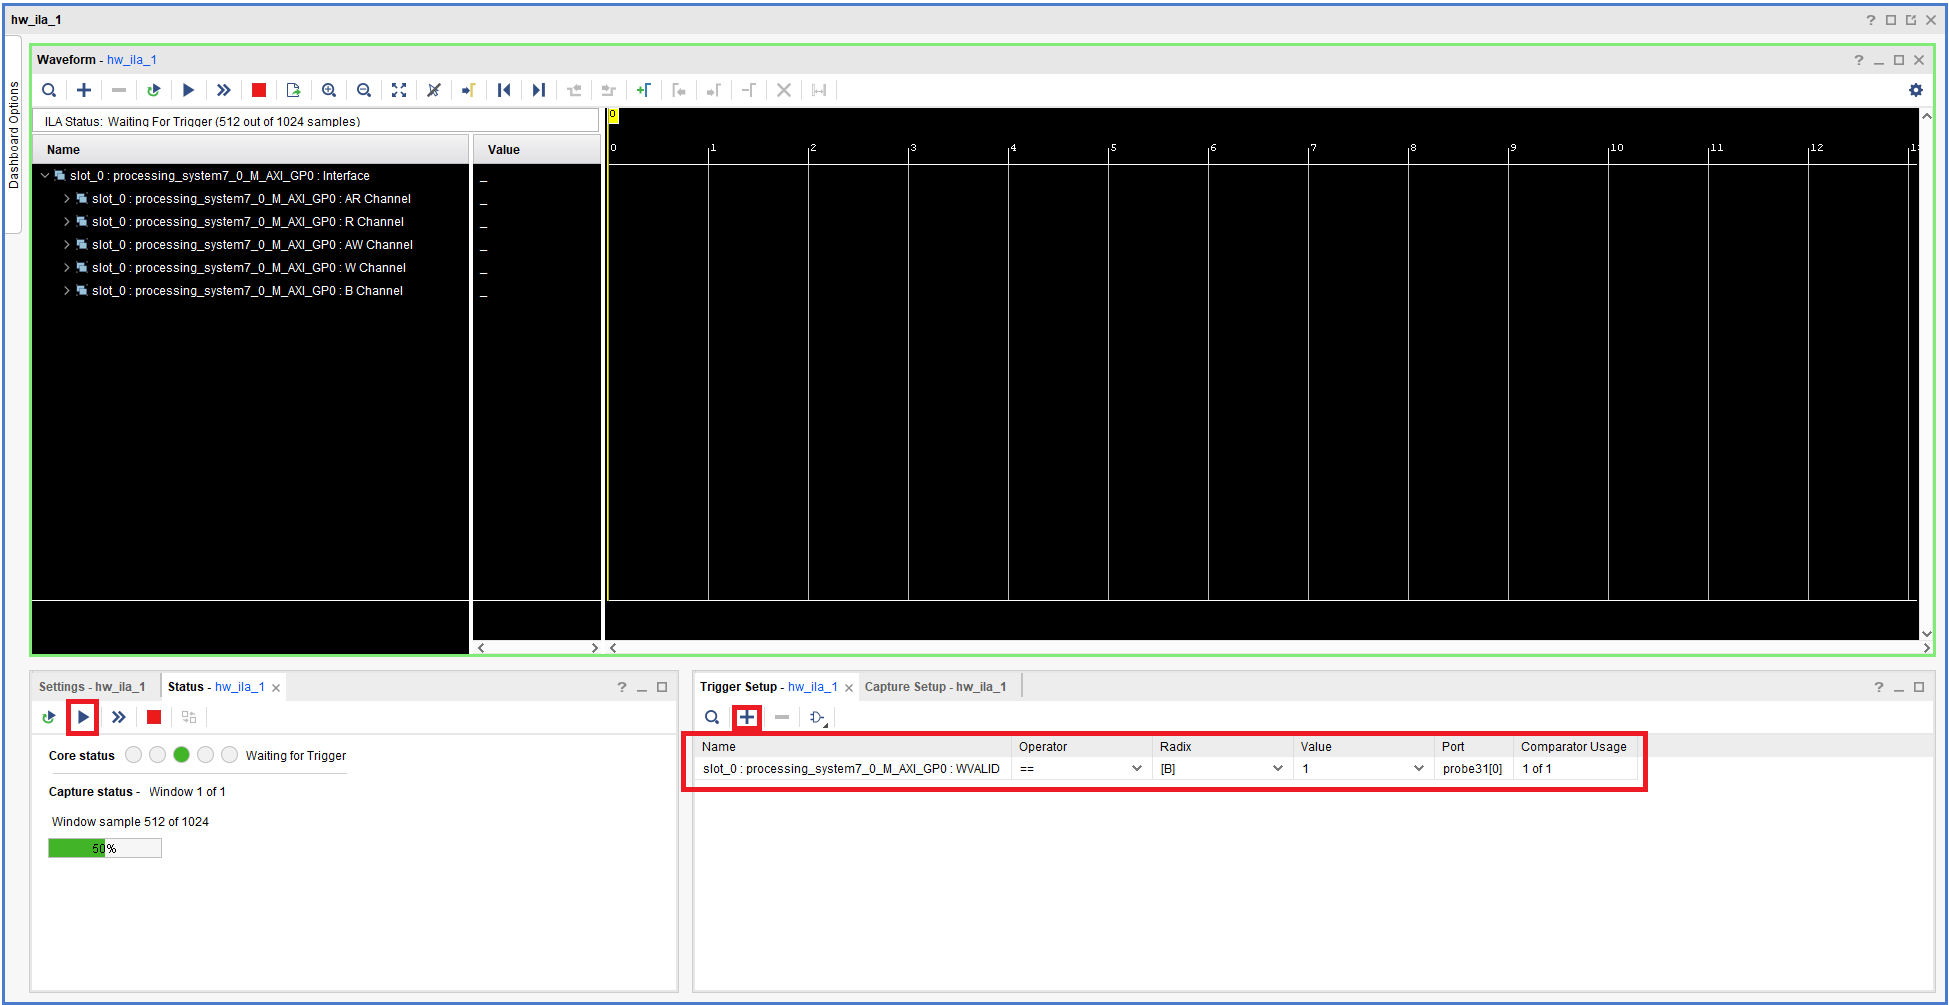 hw_ila_1
Dashboard Options
Waveform - hw_ila_1
ILA Status: Waiting For Trigger (512 out of 1024 samples)
Name Value
0
0 1 2 3 4 5 6 7 8 9 10 11 12
slot_0 : processing_system7_0_M_AXI_GP0 : Interface _
slot_0 : processing_system7_0_M_AXI_GP0 : AR Channel _
slot_0 : processing_system7_0_M_AXI_GP0 : R Channel _
slot_0 : processing_system7_0_M_AXI_GP0 : AW Channel _
slot_0 : processing_system7_0_M_AXI_GP0 : W Channel _
slot_0 : processing_system7_0_M_AXI_GP0 : B Channel _
Settings - hw_ila_1 Status - hw_ila_1
Core status Waiting for Trigger
Capture status - Window 1 of 1
Window sample 512 of 1024
50%
Trigger Setup - hw_ila_1 Capture Setup - hw_ila_1
Name Operator Radix Value Port Comparator Usage
slot_0 : processing_system7_0_M_AXI_GP0 : WVALID == [B] 1 probe31[0] 1 of 1